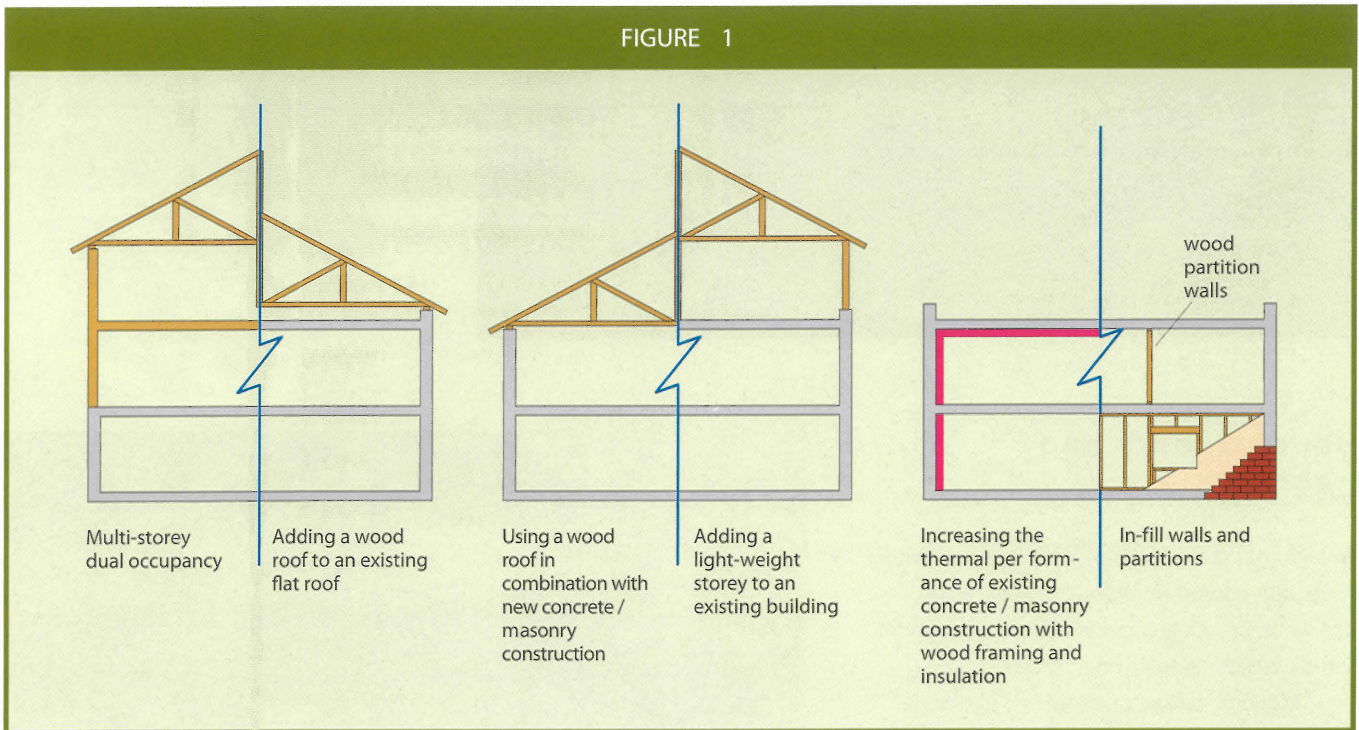 FIGURE 1
wood
partition
walls
Multi-storey
dual occupancy
Adding a wood
roof to an existing
flat roof
Using a wood
roof in
combination with
new concrete /
masonry
construction
Adding a
light-weight
storey to an
existing building
Increasing the
thermal per form-
ance of existing
concrete / masonry
construction with
wood framing and
insulation
In-fill walls and
partitions